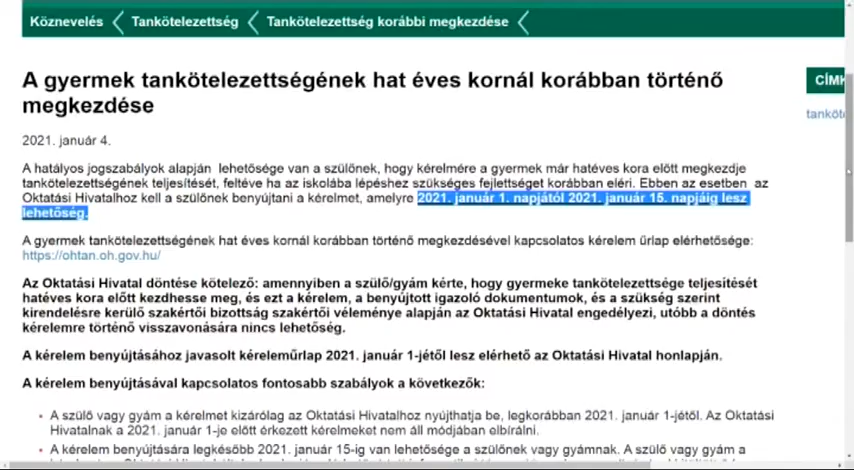 Köznevelés Tankötelezettség Tankötelezettség korábbi megkezdése
A gyermek tankötelezettségének hat éves kornál korábban történő
megkezdése
CÍMK
tanköte
2021. január 4.
A hatályos jogszabályok alapján lehetősége van a szülőnek, hogy kérelmére a gyermek már hatéves kora előtt megkezdje
tankötelezettségének teljesítését, feltéve ha az iskolába lépéshez szükséges fejlettséget korábban eléri. Ebben az esetben az
Oktatási Hivatalhoz kell a szülőnek benyújtani a kérelmet, amelyre 2021. január 1. napjától 2021. január 15. napjáig lesz
lehetőség.
A gyermek tankötelezettségének hat éves kornál korábban történő megkezdésével kapcsolatos kérelem űrlap elérhetősége:
https://ohtan.oh.gov.hu/
Az Oktatási Hivatal döntése kötelező: amennyiben a szülő/gyám kérte, hogy gyermeke tankötelezettsége teljesítését
hatéves kora előtt kezdhesse meg, és ezt a kérelem, a benyújtott igazoló dokumentumok, és a szükség szerint
kirendelésre kerülő szakértői bizottság szakértői véleménye alapján az Oktatási Hivatal engedélyezi, utóbb a döntés
kérelemre történő visszavonására nincs lehetőség.
A kérelem benyújtásához javasolt kéreleműrlap 2021. január 1-jétől lesz elérhető az Oktatási Hivatal honlapján.
A kérelem benyújtásával kapcsolatos fontosabb szabályok a következők:
• A szülő vagy gyám a kérelmet kizárólag az Oktatási Hivatalhoz nyújthatja be, legkorábban 2021. január 1-jétől. Az Oktatási
Hivatalnak a 2021. január 1-je előtt érkezett kérelmeket nem áll módjában elbírálni.
• A kérelem benyújtására legkésőbb 2021. január 15-ig van lehetősége a szülőnek vagy gyámnak. A szülő vagy gyám a